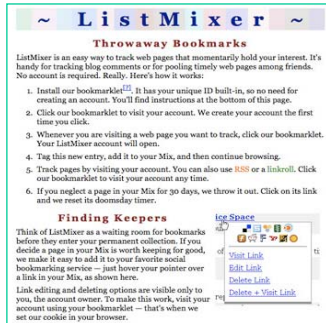 ~ ListMixer ~
Throwaway Bookmarks
ListMixer is an easy way to track web pages that momentarily hold your interest. It's
handy for tracking blog comments or for pooling timely web pages among friends.
No account is required. Really. Here's how it works:
1. Install our bookmarklet[?]. It has your unique ID built-in, so no need for
creating an account. You'll find instructions at the bottom of this page.
2. Click our bookmarklet to visit your account. We create your account the first
time you click.
3. Whenever you are visiting a web page you want to track, click our bookmarklet.
Your ListMixer account will open.
4. Tag this new entry, add it to your Mix, and then continue browsing.
5. Track pages by visiting your account. You can also use RSS or a linkroll. Click
our bookmarklet to visit your account any time.
6. If you neglect a page in your Mix for 30 days, we throw it out. Click on its link
and we reset its doomsday timer.
Finding Keepers
Think of ListMixer as a waiting room for bookmarks
before they enter your permanent collection. If you
decide a page in your Mix is worth keeping for good,
we make it easy to add it to your favorite social
bookmarking service — just hover your pointer over
a link in your Mix, as shown here.
Link editing and deleting options are visible only to
you, the account owner. To make this work, visit your
account using your bookmarklet — that's when we
set our cookie in your browser.
ice Space
of
Visit Link
ti
Edit Link
Delete Link
Delete + Visit Link